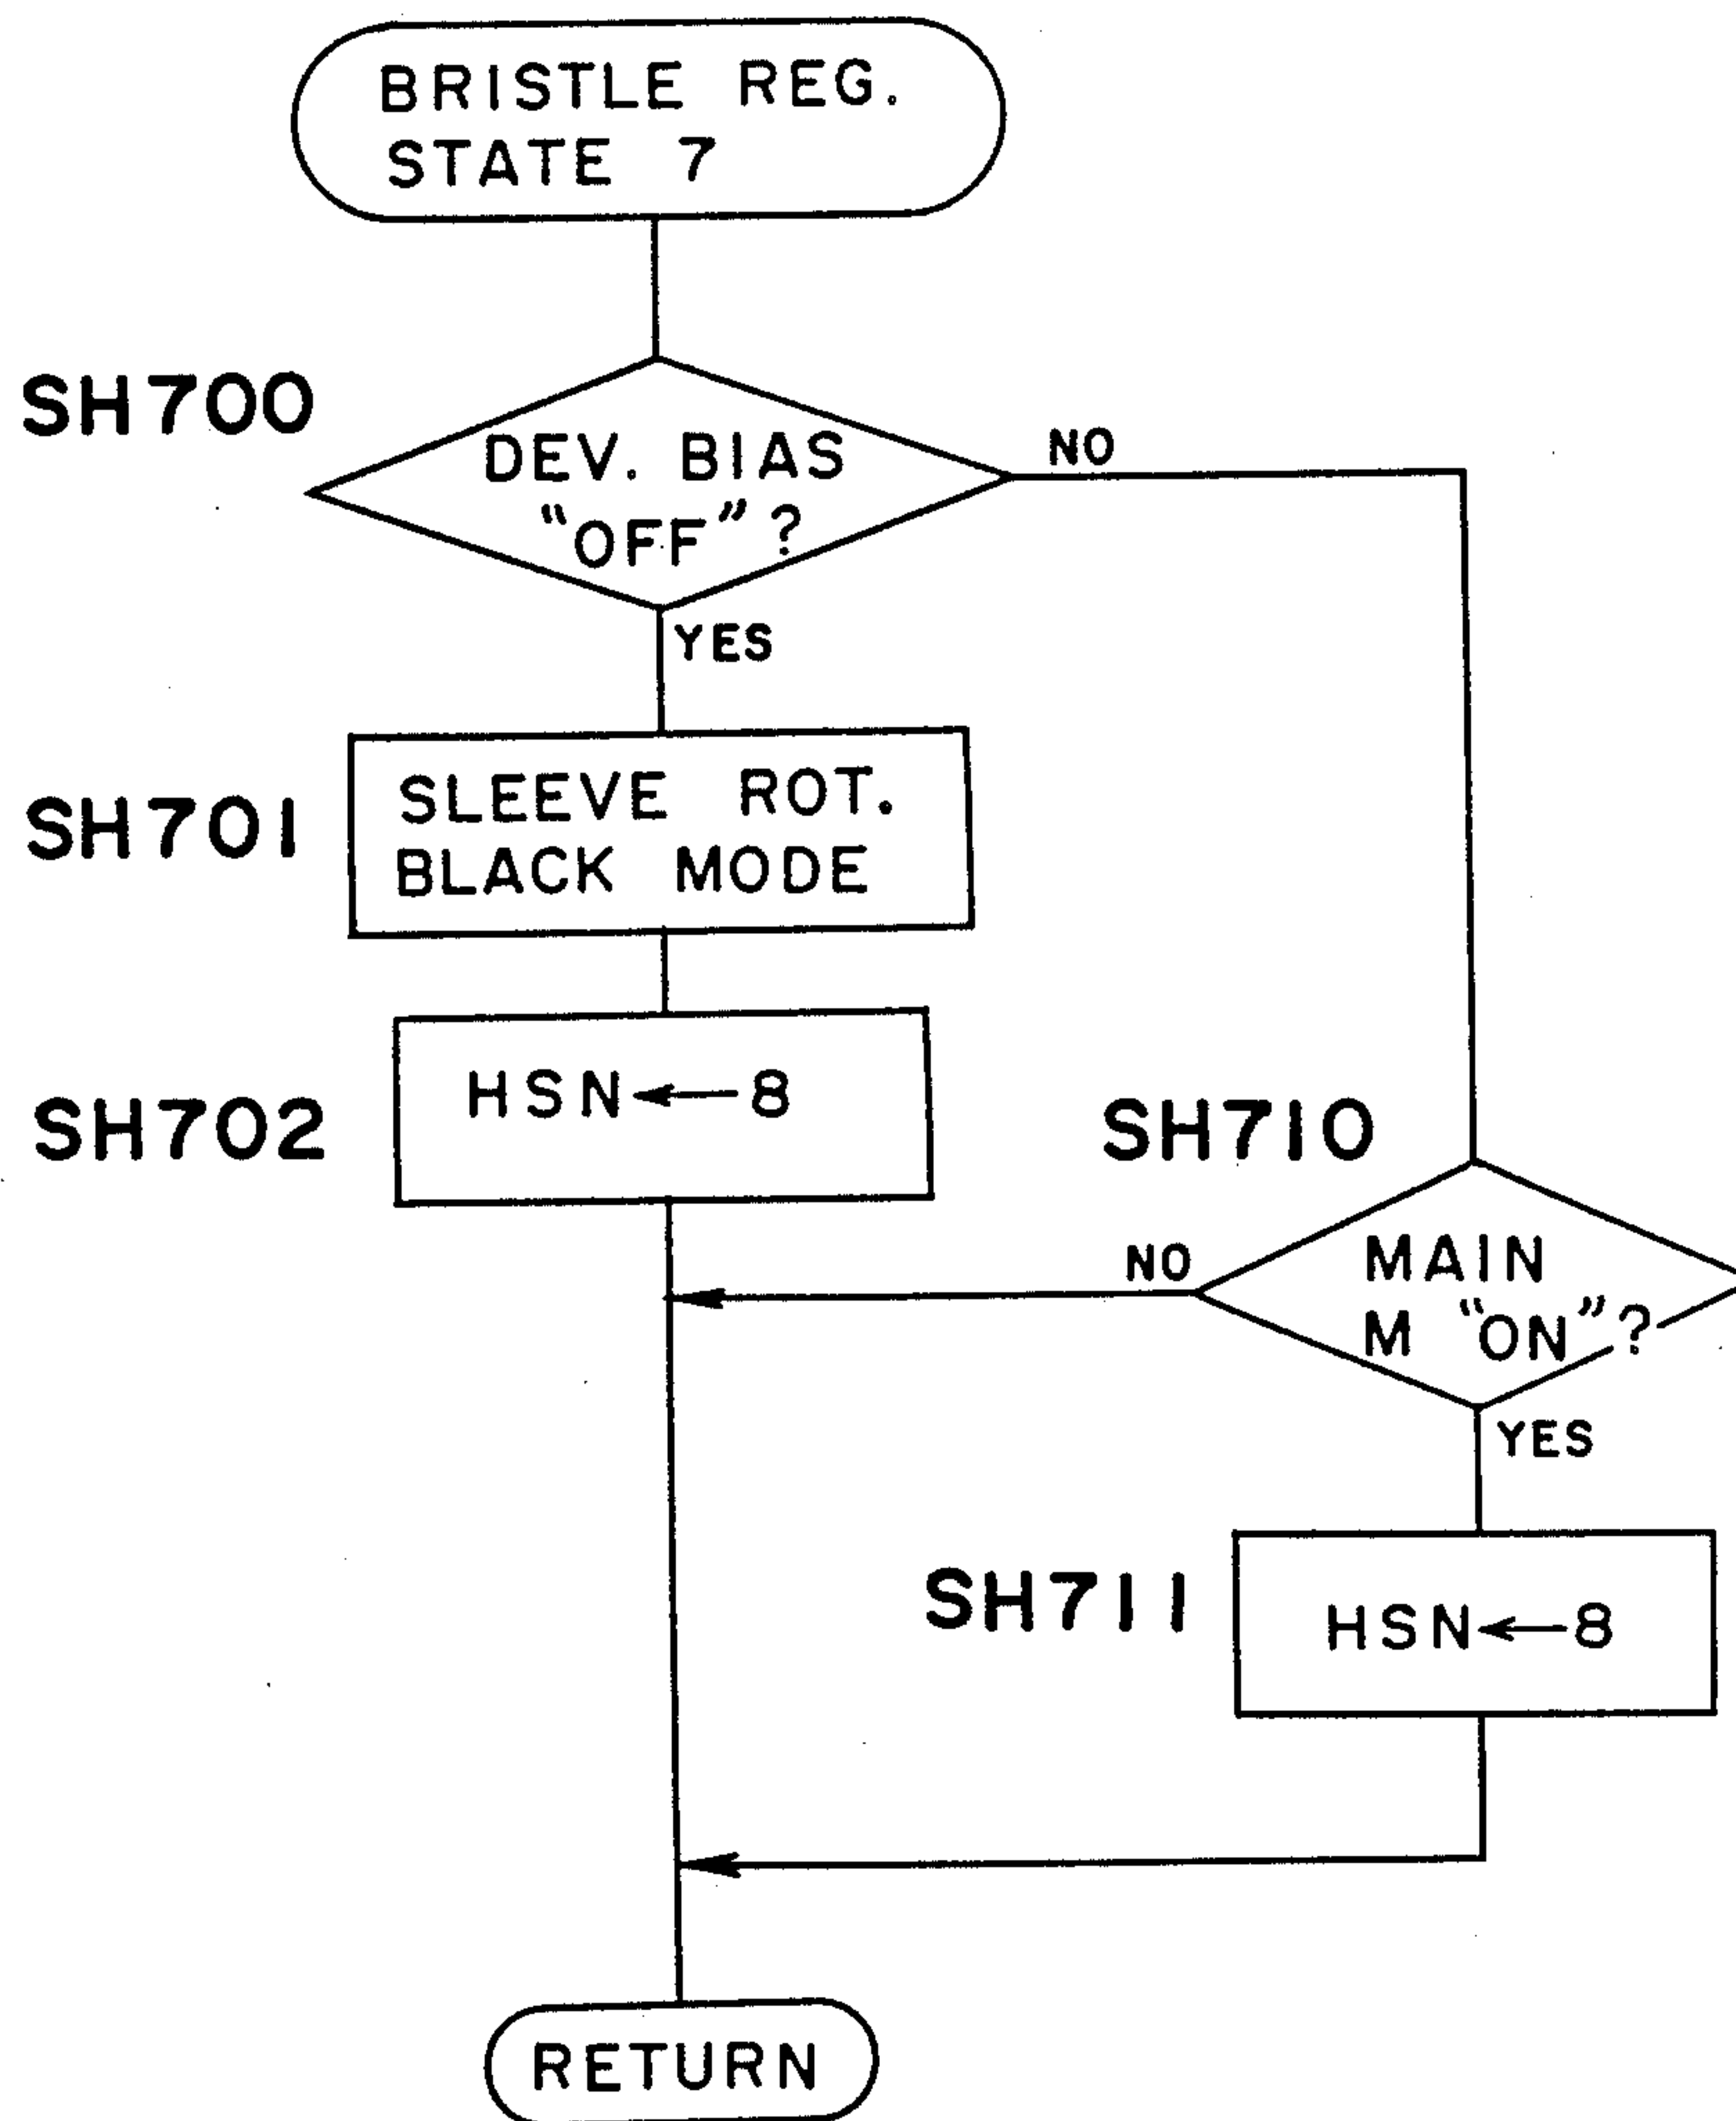 BRISTLE REG.
STATE 7
SH700
DEV. BIAS
"OFF"?
NO
YES
SH701
SLEEVE ROT.
BLACK MODE
SH702
HSN←8
SH710
MAIN
M "ON"?
NO
YES
SH711
HSN←8
RETURN